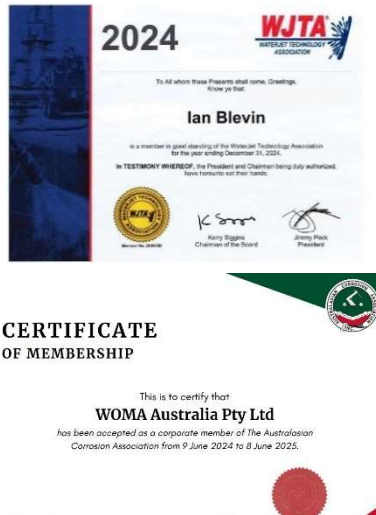 2024
WJTA
WATERJET TECHNOLOGY
ASSOCIATION
To All whom these Presents shall come, Greetings.
Know ye that
Ian Blevin
is a member in good standing of the WaterJet Technology Association
for the year ending December 31, 2024.
In TESTIMONY WHEREOF, the President and Chairman being duly authorized,
have hereunto set their hands.
WJTA
Kerry Siggins
Chairman of the Board
Jimmy Pack
President
Member No.
CERTIFICATE
OF MEMBERSHIP
This is to certify that
WOMA Australia Pty Ltd
has been accepted as a corporate member of The Australasian
Corrosion Association from 9 June 2024 to 8 June 2025.